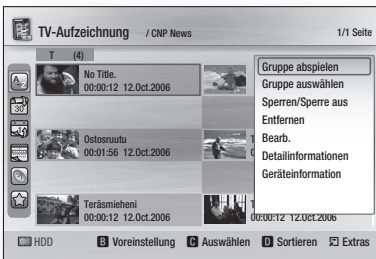 TV-Aufzeichnung / CNP News 1/1 Seite
T (4)
No Title.
00:00:12 12.Oct.2006
Ostosruutu
00:01:56 12.Oct.2006
Teräsmieheni
00:00:12 12.Oct.2006
00:00:12 12.Oct.2006
Gruppe abspielen
Gruppe auswählen
Sperren/Sperre aus
Entfernen
Bearb.
Detailinformationen
Geräteinformation
HDD B Voreinstellung C Auswählen D Sortieren Extras